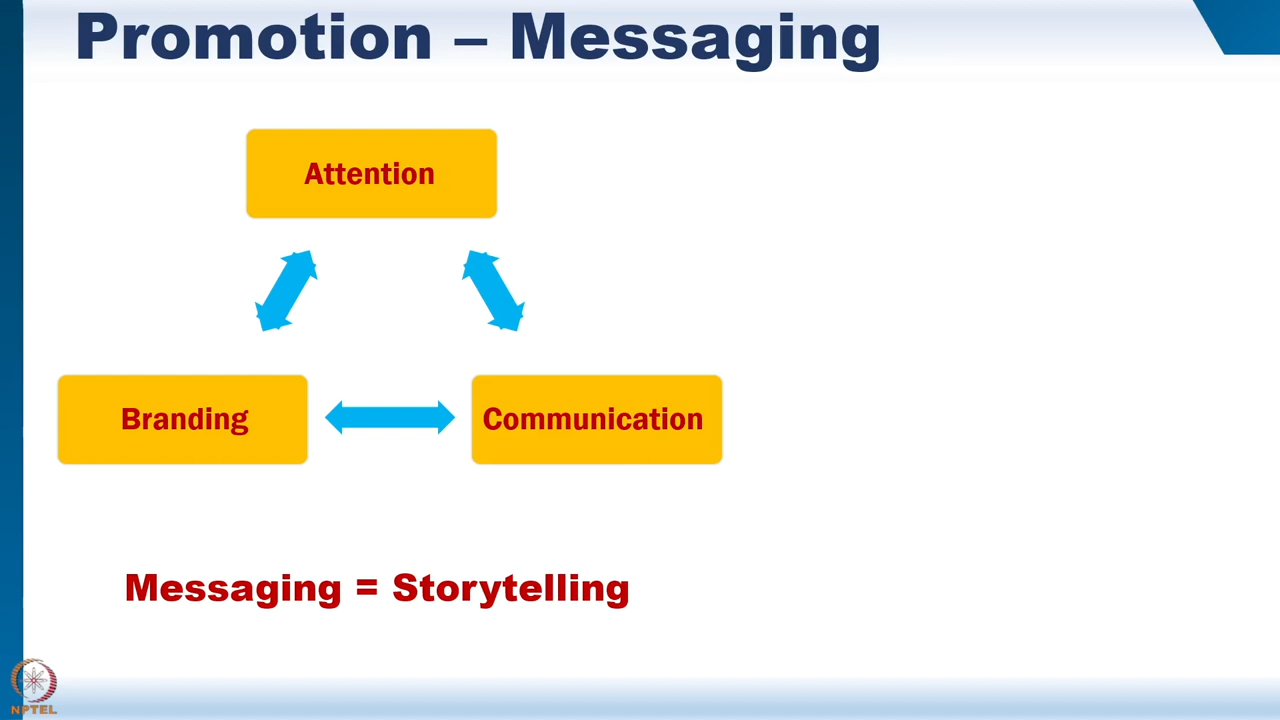 Promotion – Messaging
Attention
Branding
Communication
Messaging = Storytelling
NPTEL